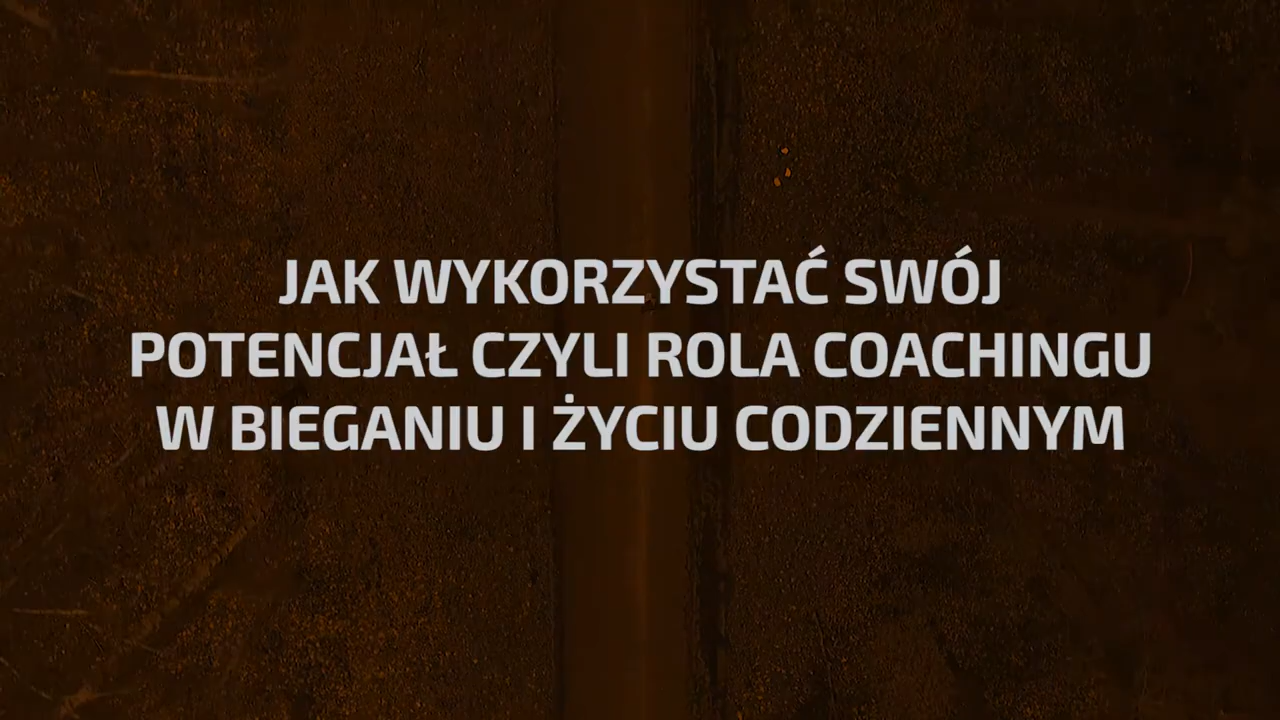 JAK WYKORZYSTAĆ SWÓJ
POTENCJAŁ CZYLI ROLA COACHINGU
W BIEGANIU I ŻYCIU CODZIENNYM